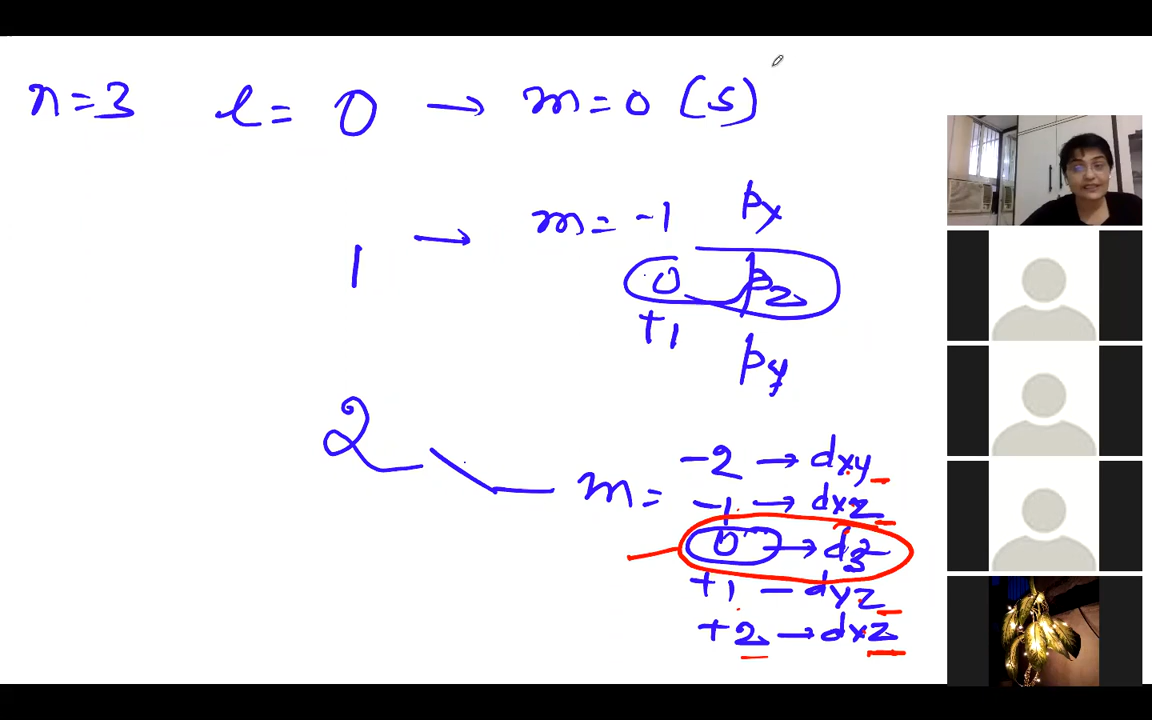 n=3 l= 0 → m=0 (s)
1 → m= -1 px
0 pz
+1 py
2 m= -2 → dxy
-1 → dxz
0 →
+1 - dyz
+2 → dxz